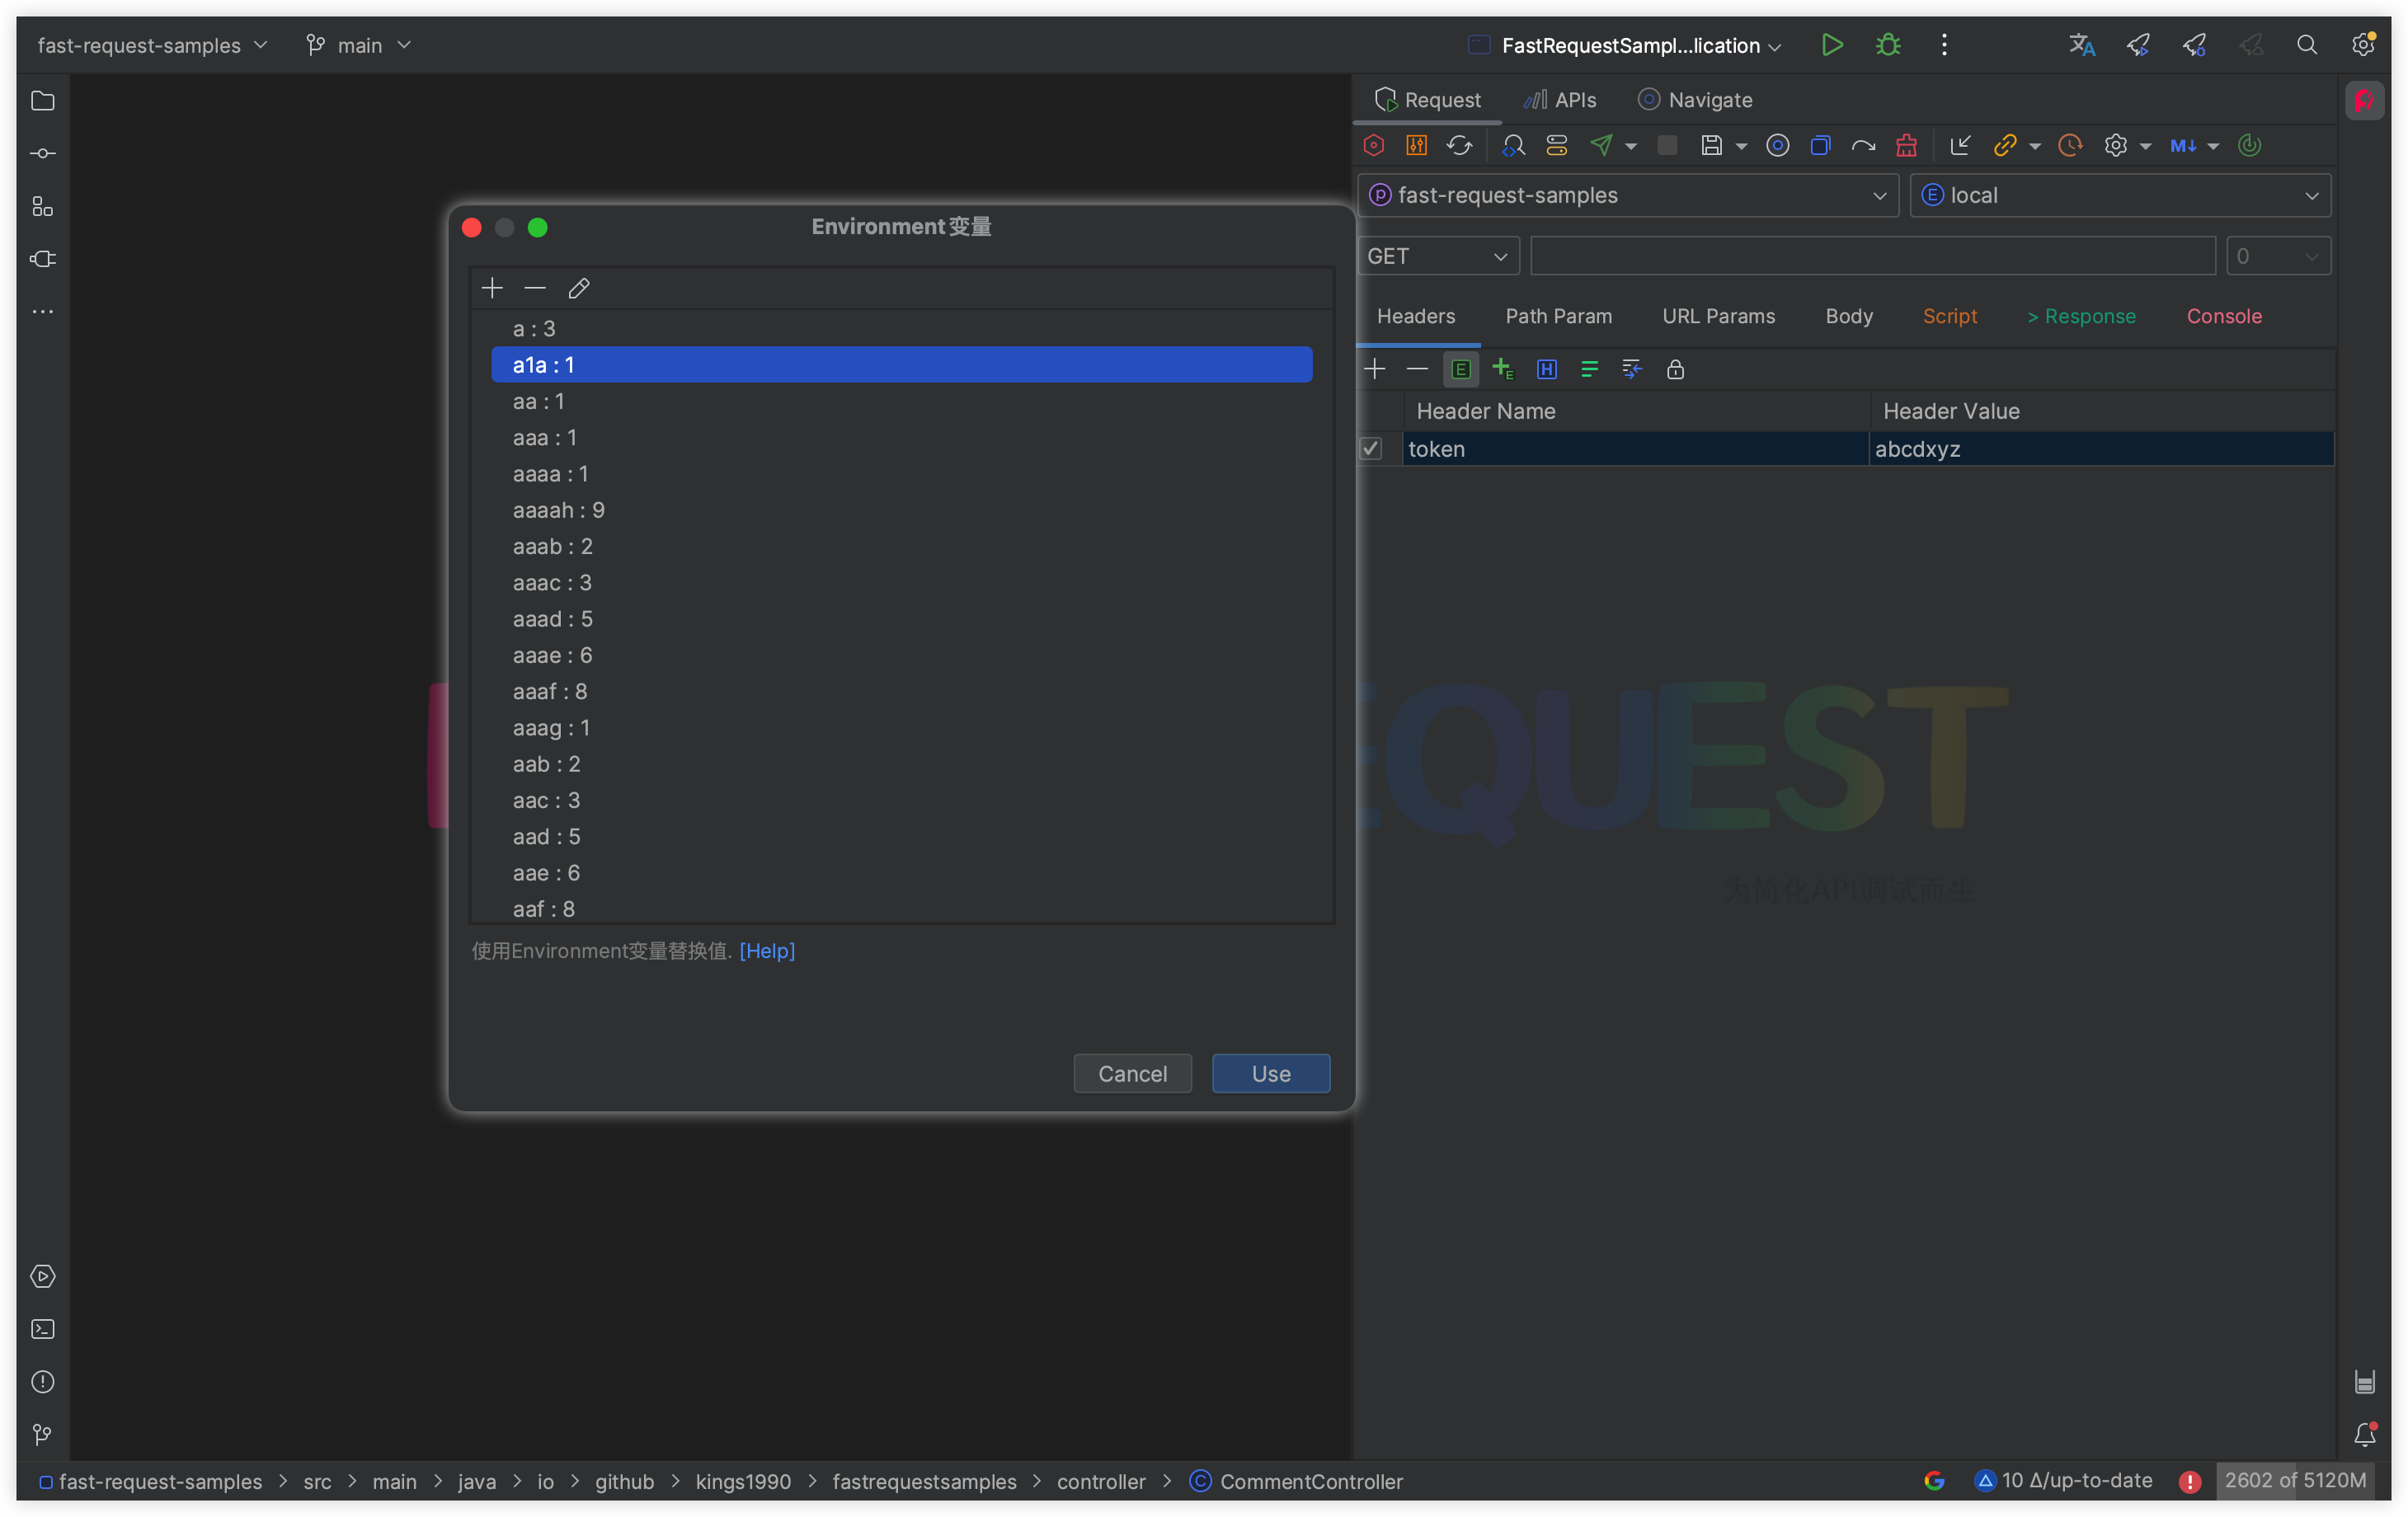 fast-request-samples main FastRequestSampl...lication
Request APIs Navigate
M↓
fast-request-samples local
GET 0
Headers Path Param URL Params Body Script > Response Console
Header Name Header Value
token abcdxyz
Environment变量
a : 3
a1a : 1
aa : 1
aaa : 1
aaaa : 1
aaaah : 9
aaab : 2
aaac : 3
aaad : 5
aaae : 6
aaaf : 8
aaag : 1
aab : 2
aac : 3
aad : 5
aae : 6
aaf : 8
使用Environment变量替换值. [Help]
Cancel Use
EQUEST
为简化API调试而生
fast-request-samples > src > main > java > io > github > kings1990 > fastrequestsamples > controller > CommentController
10 Δ/up-to-date 2602 of 5120M